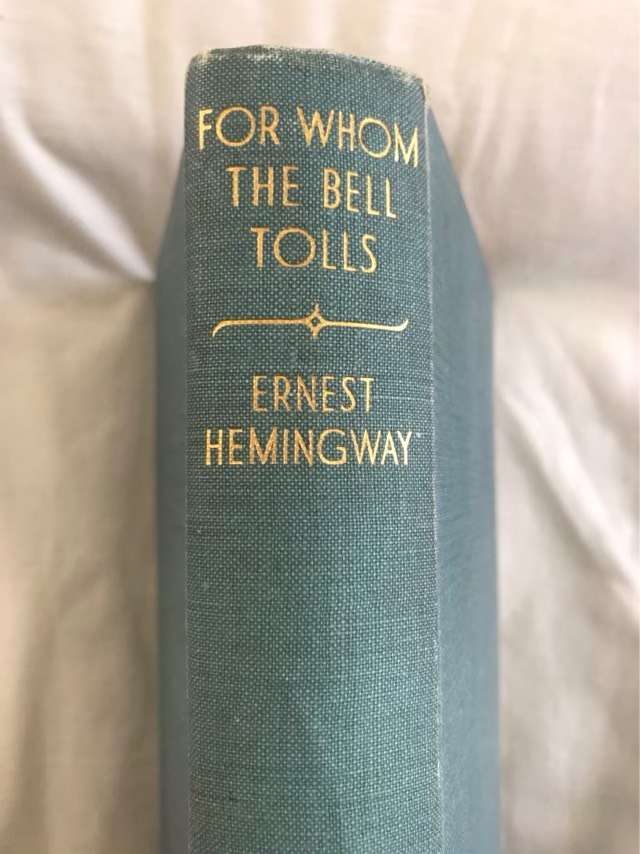 FOR WHOM
THE BELL
TOLLS
ERNEST
HEMINGWAY